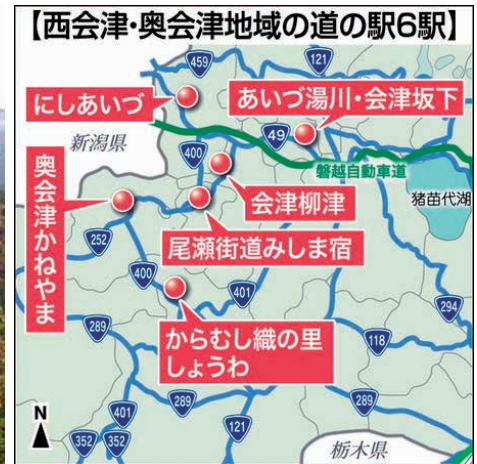 【西会津・奥会津地域の道の駅6駅】
459
121
にしあいづ
あいづ湯川・会津坂下
新潟県
49
400
磐越自動車道
会津柳津
猪苗代湖
奥会津かねやま
尾瀬街道みしま宿
252
400
401
294
289
118
からむし織の里
しょうわ
289
289
401
121
352
352
N
栃木県